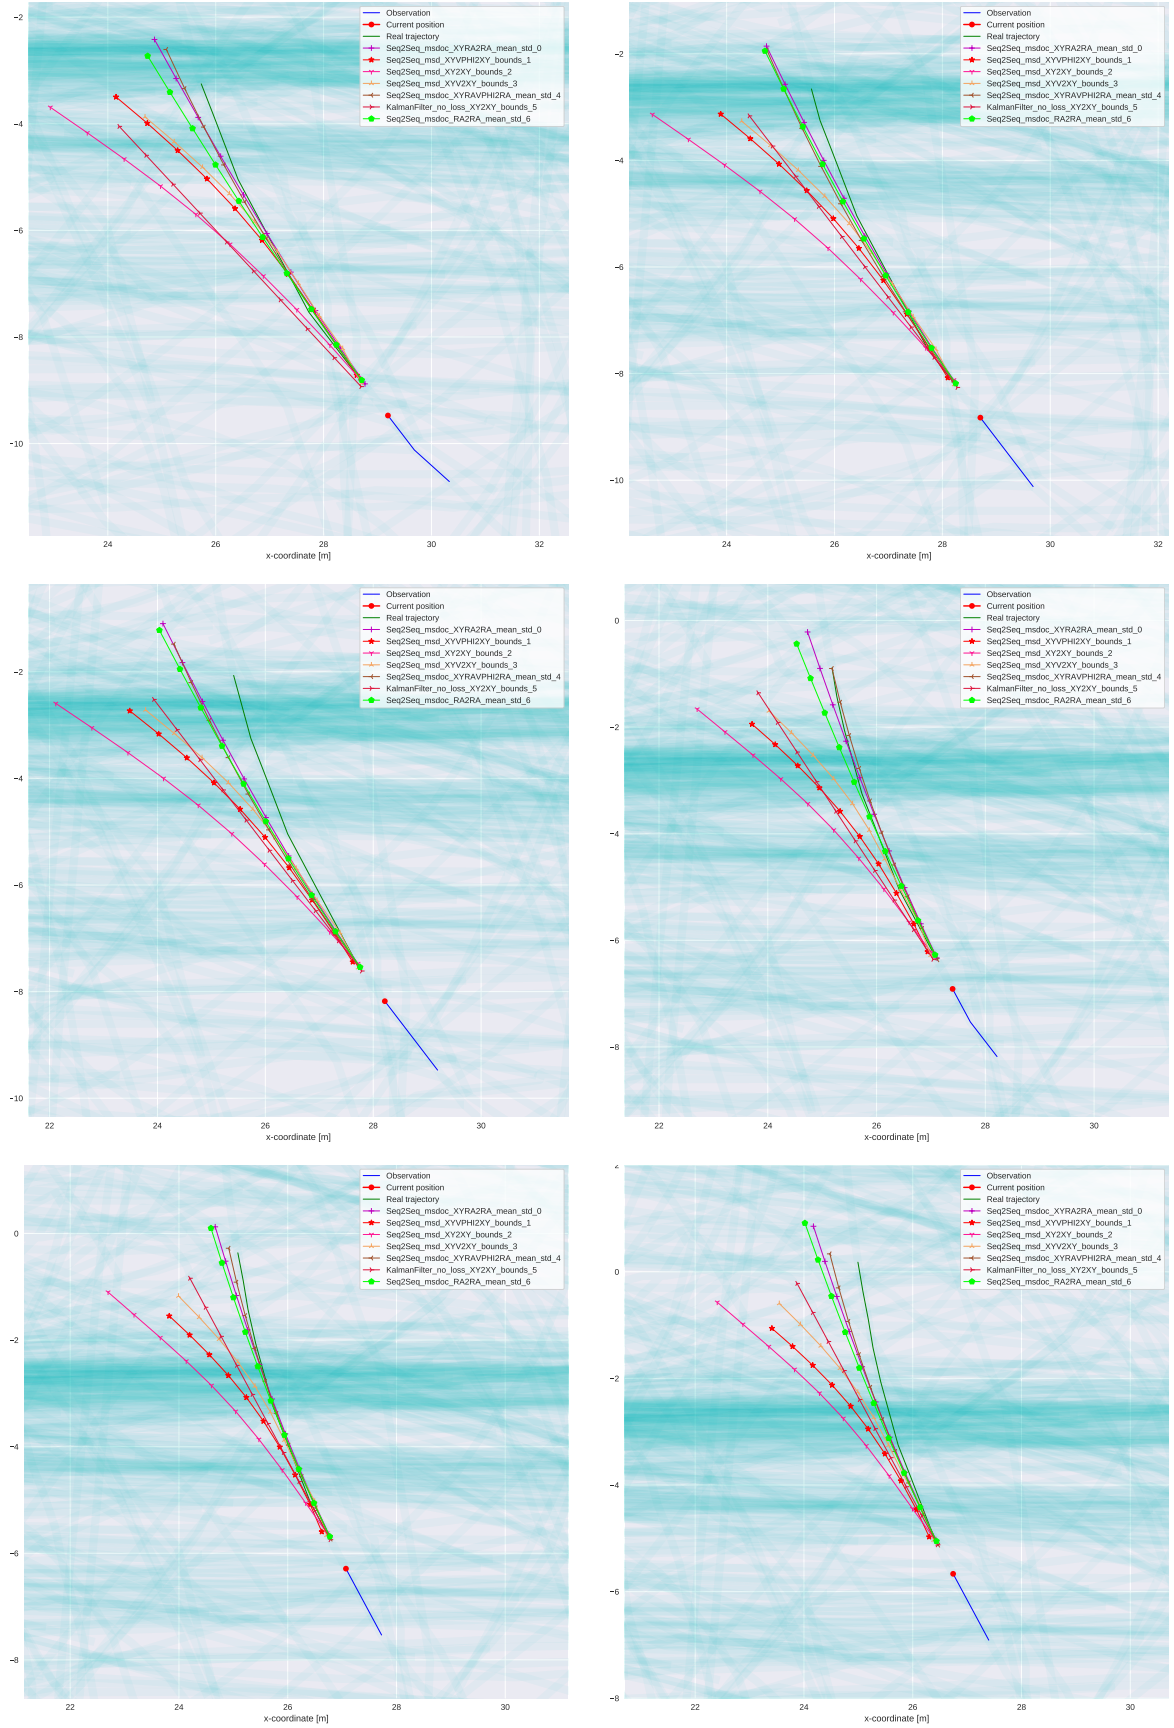 Observation
Current position
Real trajectory
Seq2Seq_msdoc_XYRA2RA_mean_std_0
Seq2Seq_msd_XYVPHI2XY_bounds_1
Seq2Seq_msd_XY2XY_bounds_2
Seq2Seq_msd_XYV2XY_bounds_3
Seq2Seq_msdoc_XYRAVPHI2RA_mean_std_4
KalmanFilter_no_loss_XY2XY_bounds_5
Seq2Seq_msdoc_RA2RA_mean_std_6
−2
−4
−6
−8
−10
24 26 28 30 32
x-coordinate [m]
Observation
Current position
Real trajectory
Seq2Seq_msdoc_XYRA2RA_mean_std_0
Seq2Seq_msd_XYVPHI2XY_bounds_1
Seq2Seq_msd_XY2XY_bounds_2
Seq2Seq_msd_XYV2XY_bounds_3
Seq2Seq_msdoc_XYRAVPHI2RA_mean_std_4
KalmanFilter_no_loss_XY2XY_bounds_5
Seq2Seq_msdoc_RA2RA_mean_std_6
−2
−4
−6
−8
−10
24 26 28 30 32
x-coordinate [m]
Observation
Current position
Real trajectory
Seq2Seq_msdoc_XYRA2RA_mean_std_0
Seq2Seq_msd_XYVPHI2XY_bounds_1
Seq2Seq_msd_XY2XY_bounds_2
Seq2Seq_msd_XYV2XY_bounds_3
Seq2Seq_msdoc_XYRAVPHI2RA_mean_std_4
KalmanFilter_no_loss_XY2XY_bounds_5
Seq2Seq_msdoc_RA2RA_mean_std_6
−2
−4
−6
−8
−10
22 24 26 28 30
x-coordinate [m]
Observation
Current position
Real trajectory
Seq2Seq_msdoc_XYRA2RA_mean_std_0
Seq2Seq_msd_XYVPHI2XY_bounds_1
Seq2Seq_msd_XY2XY_bounds_2
Seq2Seq_msd_XYV2XY_bounds_3
Seq2Seq_msdoc_XYRAVPHI2RA_mean_std_4
KalmanFilter_no_loss_XY2XY_bounds_5
Seq2Seq_msdoc_RA2RA_mean_std_6
0
−2
−4
−6
−8
22 24 26 28 30
x-coordinate [m]
Observation
Current position
Real trajectory
Seq2Seq_msdoc_XYRA2RA_mean_std_0
Seq2Seq_msd_XYVPHI2XY_bounds_1
Seq2Seq_msd_XY2XY_bounds_2
Seq2Seq_msd_XYV2XY_bounds_3
Seq2Seq_msdoc_XYRAVPHI2RA_mean_std_4
KalmanFilter_no_loss_XY2XY_bounds_5
Seq2Seq_msdoc_RA2RA_mean_std_6
0
−2
−4
−6
−8
22 24 26 28 30
x-coordinate [m]
Observation
Current position
Real trajectory
Seq2Seq_msdoc_XYRA2RA_mean_std_0
Seq2Seq_msd_XYVPHI2XY_bounds_1
Seq2Seq_msd_XY2XY_bounds_2
Seq2Seq_msd_XYV2XY_bounds_3
Seq2Seq_msdoc_XYRAVPHI2RA_mean_std_4
KalmanFilter_no_loss_XY2XY_bounds_5
Seq2Seq_msdoc_RA2RA_mean_std_6
2
0
−2
−4
−6
−8
22 24 26 28 30
x-coordinate [m]